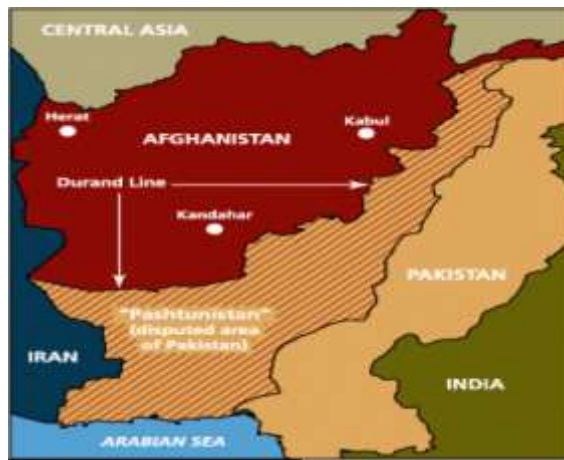 CENTRAL ASIA
Herat
Kabul
AFGHANISTAN
Durand Line
Kandahar
PAKISTAN
"Pashtunistan"
(disputed area
of Pakistan)
IRAN
INDIA
ARABIAN SEA